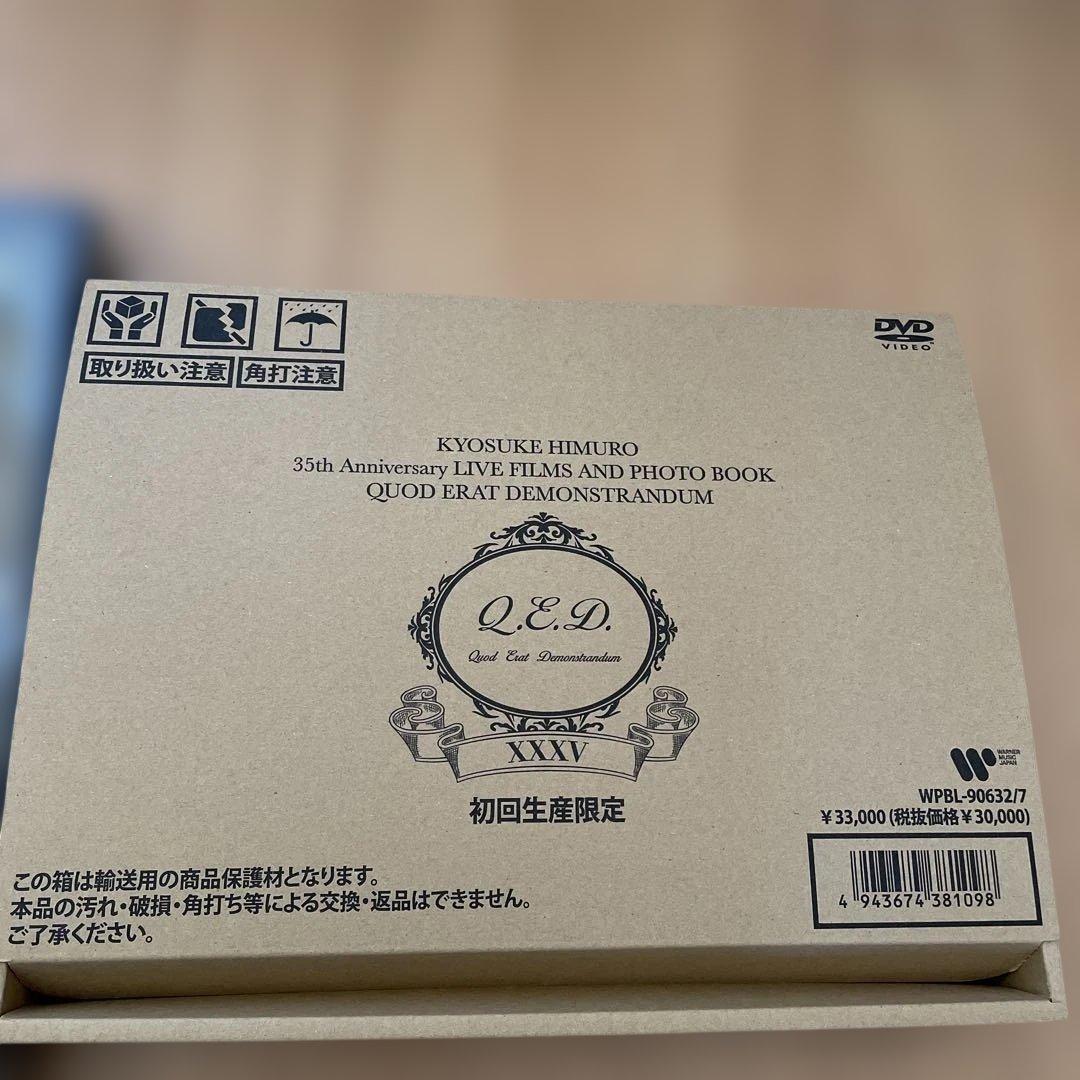 取り扱い注意 角打注意
DVD
VIDEO
KYOSUKE HIMURO
35th Anniversary LIVE FILMS AND PHOTO BOOK
QUOD ERAT DEMONSTRANDUM
Q.E.D.
Quod Erat Demonstrandum
XXXV
初回生産限定
WARNER
MUSIC
JAPAN
WPBL-90632/7
￥33,000 (税抜価格￥30,000)
4 943674 381098
この箱は輸送用の商品保護材となります。
本品の汚れ・破損・角打ち等による交換・返品はできません。
ご了承ください。